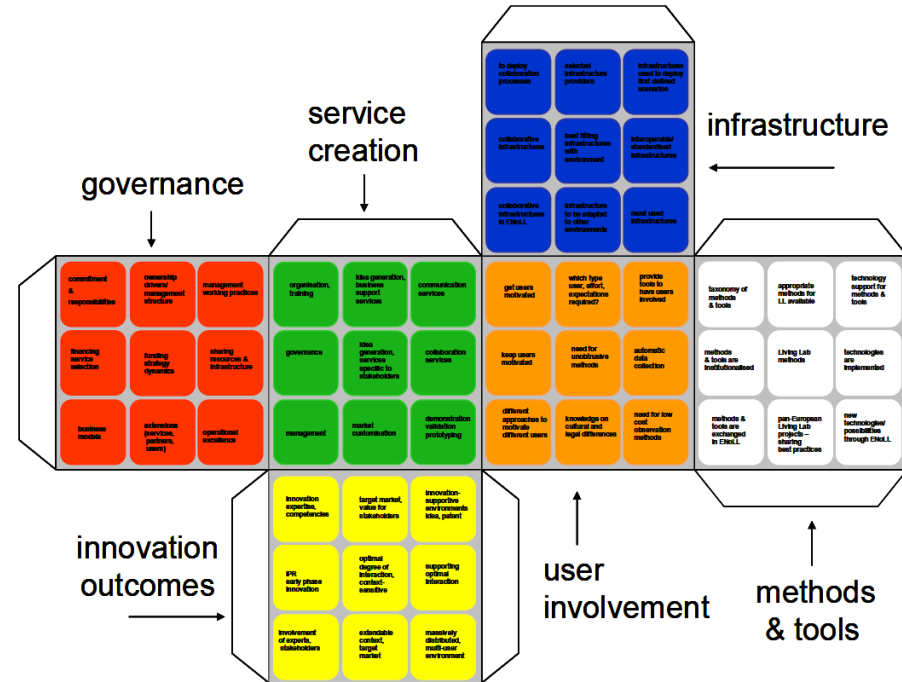 service
creation
governance
infrastructure
to deploy
collaboration
processes
selected
infrastructure
providers
infrastructures
used to deploy
first defined
scenarios
collaborative
infrastructures
best fitting
infrastructures
with
environment
interoperable/
standardised
infrastructures
collaborative
infrastructures
in ENoLL
infrastructure
to be adapted
to other
environments
most used
infrastructures
commitment
&
responsibilities
ownership
drivers/
management
structure
management
working practices
financing
service
selection
funding
strategy
dynamics
sharing
resources &
infrastructure
business
models
extensions
(services,
partners,
users)
operational
excellence
organisation,
training
idea generation,
business
support
services
communication
services
governance
idea
generation,
services
specific to
stakeholders
collaboration
services
management
market
customisation
demonstration
validation
prototyping
get users
motivated
which type
user, effort,
expectations
required?
provide
tools to
have users
involved
keep users
motivated
need for
unobtrusive
methods
automatic
data
collection
different
approaches to
motivate
different users
knowledge on
cultural and
legal differences
need for low
cost
observation
methods
taxonomy of
methods
& tools
appropriate
methods for
LL available
technology
support for
methods &
tools
methods
& tools are
institutionalised
Living Lab
methods
technologies
are
implemented
methods &
tools are
exchanged
in ENoLL
pan-European
Living Lab
projects –
sharing
best practices
new
technologies/
possibilities
through ENoLL
innovation
expertise,
competencies
target market,
value for
stakeholders
innovation-
supportive
environments
idea, patent
IPR
early phase
innovation
optimal
degree of
interaction,
context-
sensitive
supporting
optimal
interaction
involvement
of experts,
stakeholders
extendable
context,
target
market
massively
distributed,
multi-user
environment
innovation
outcomes
user
involvement
methods
& tools